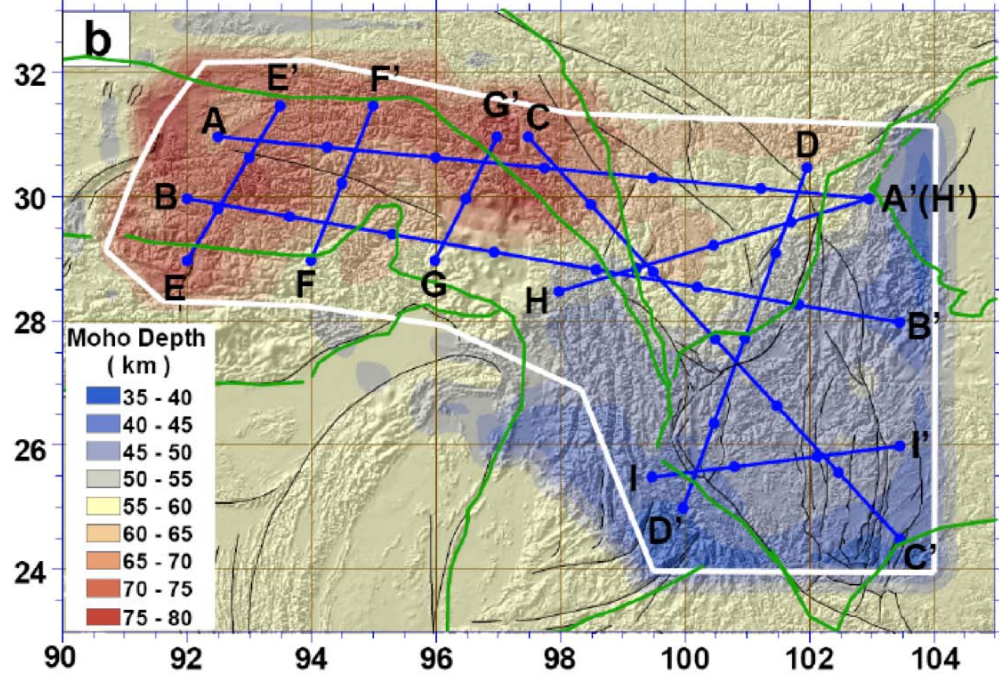 b
32
30
28
26
24
E'
F'
G'
C
A
D
B
A'(H')
E
F
G
H
B'
I'
I
D'
C'
Moho Depth
( km )
35 - 40
40 - 45
45 - 50
50 - 55
55 - 60
60 - 65
65 - 70
70 - 75
75 - 80
90 92 94 96 98 100 102 104